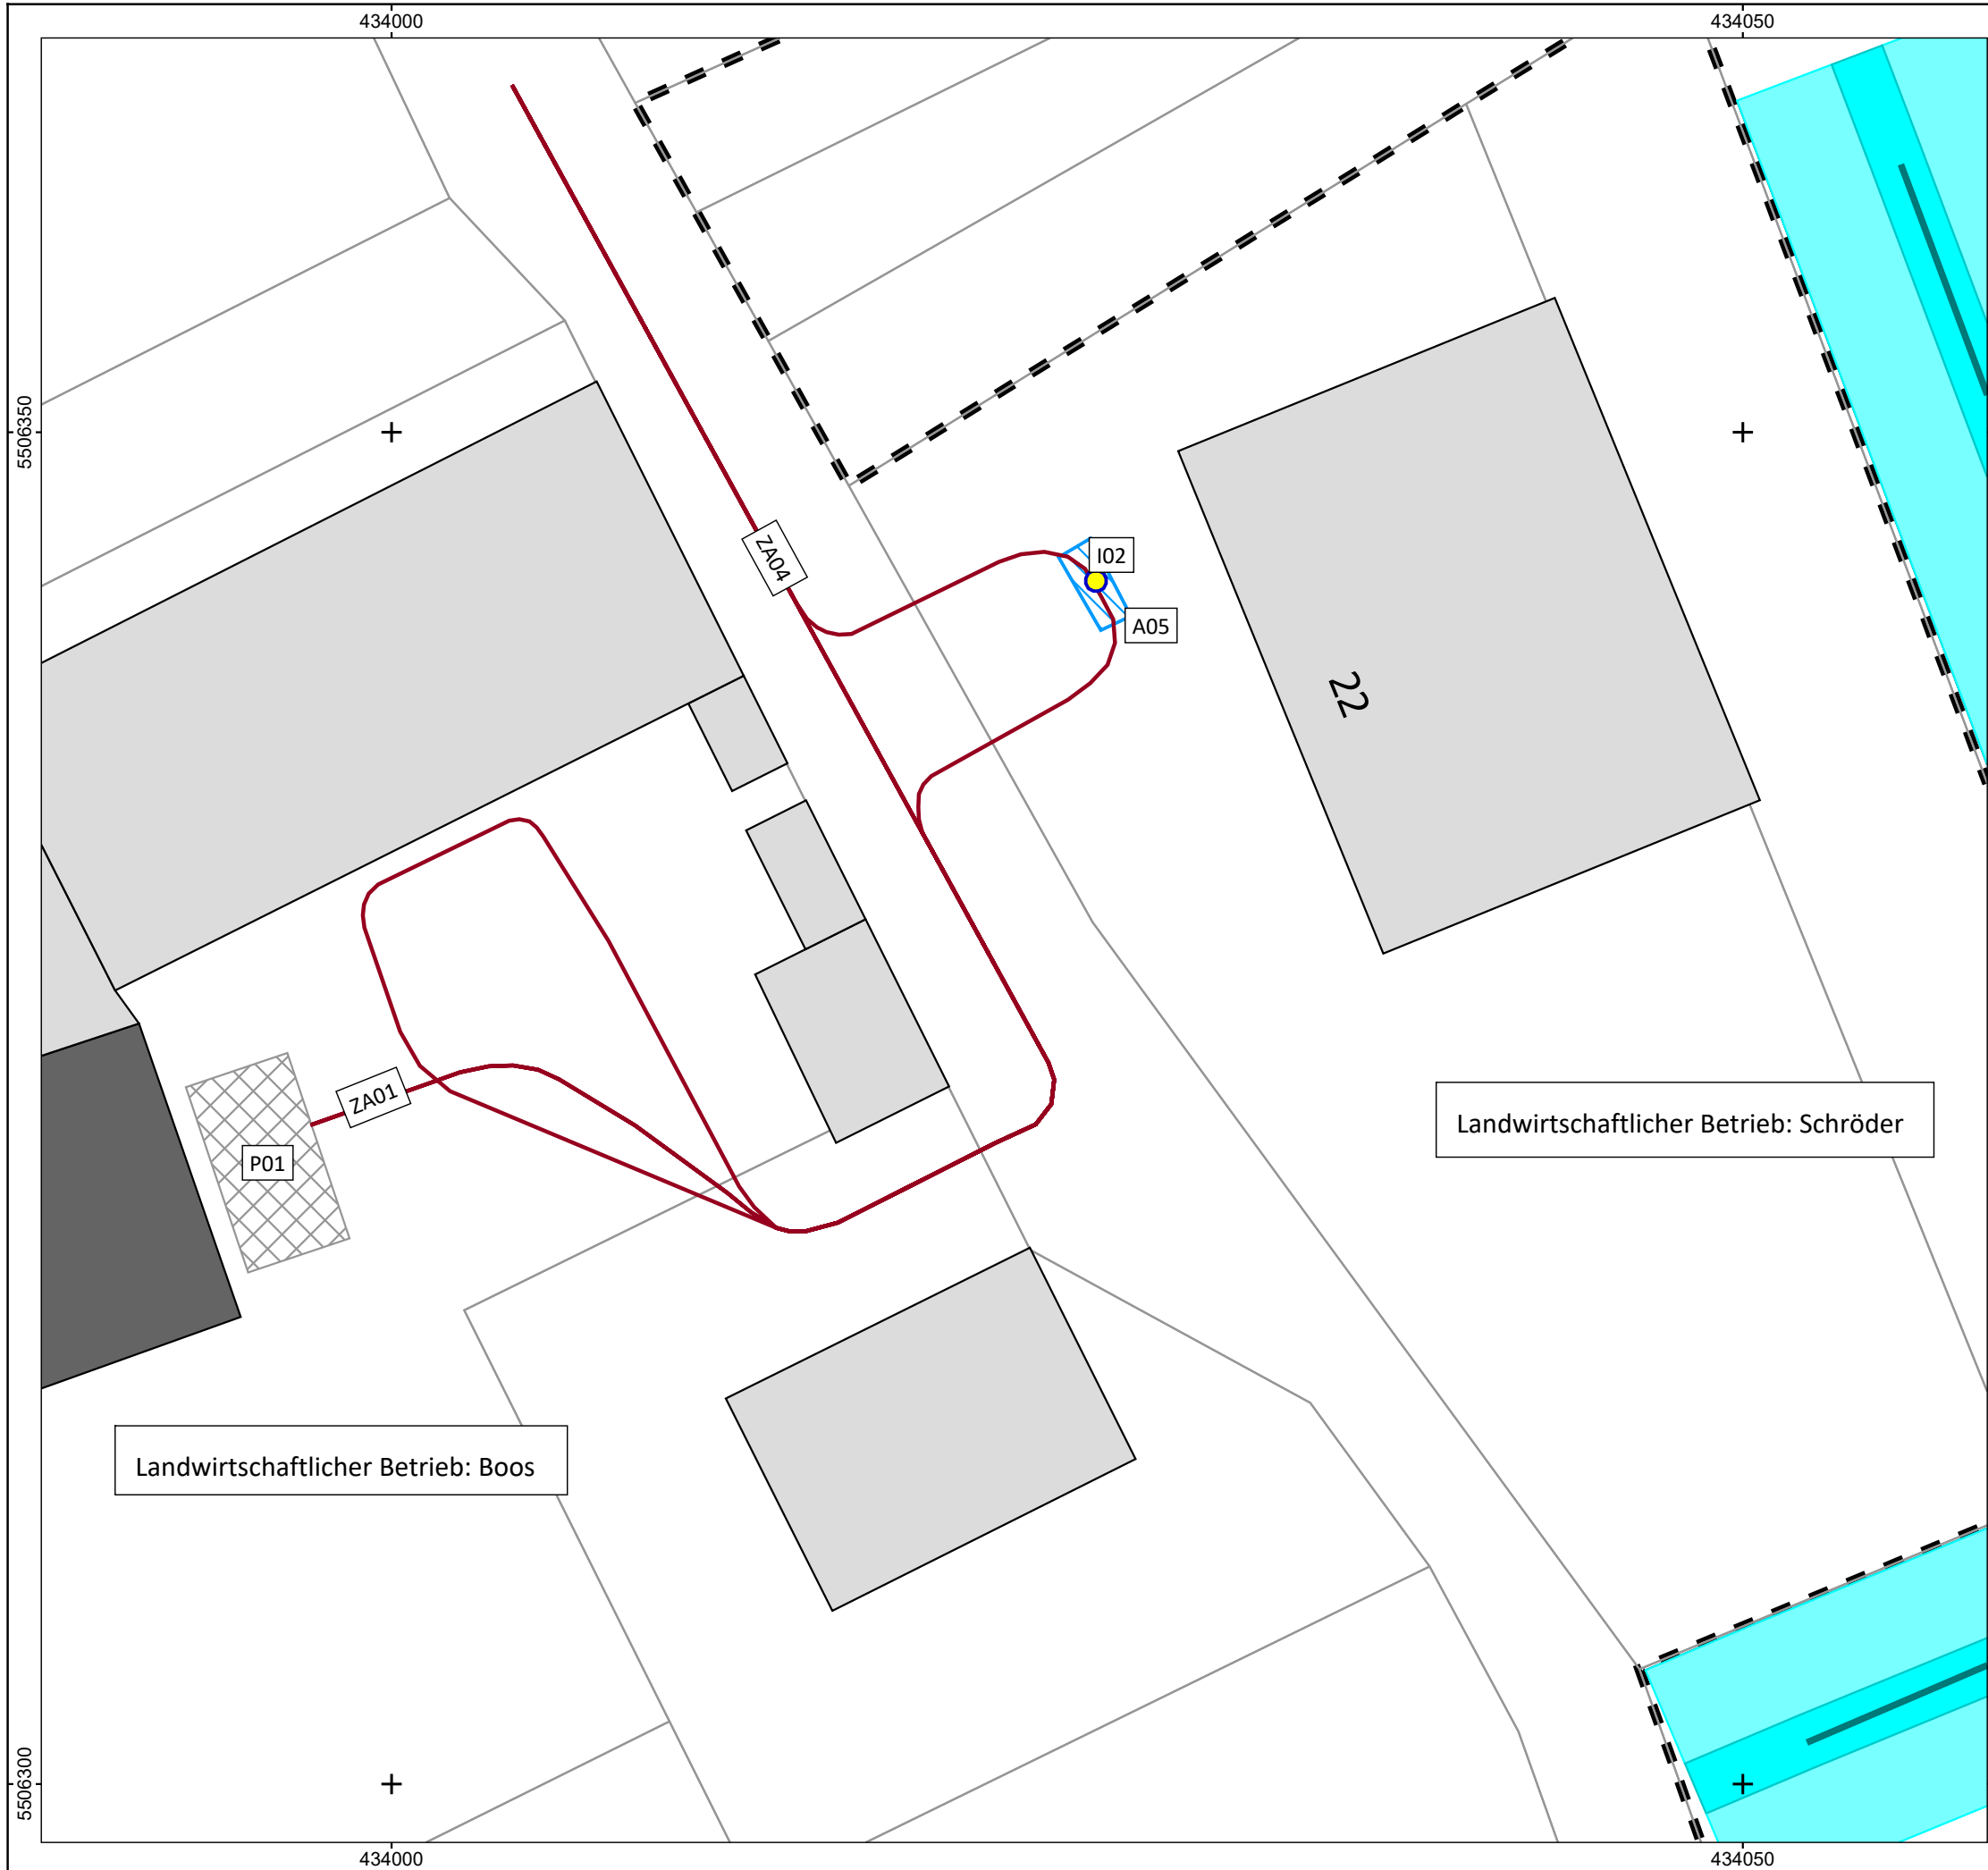 434000
434050
5506350
ZA04
I02
A05
22
ZA01
P01
Landwirtschaftlicher Betrieb: Schröder
Landwirtschaftlicher Betrieb: Boos
5506300
434000
434050